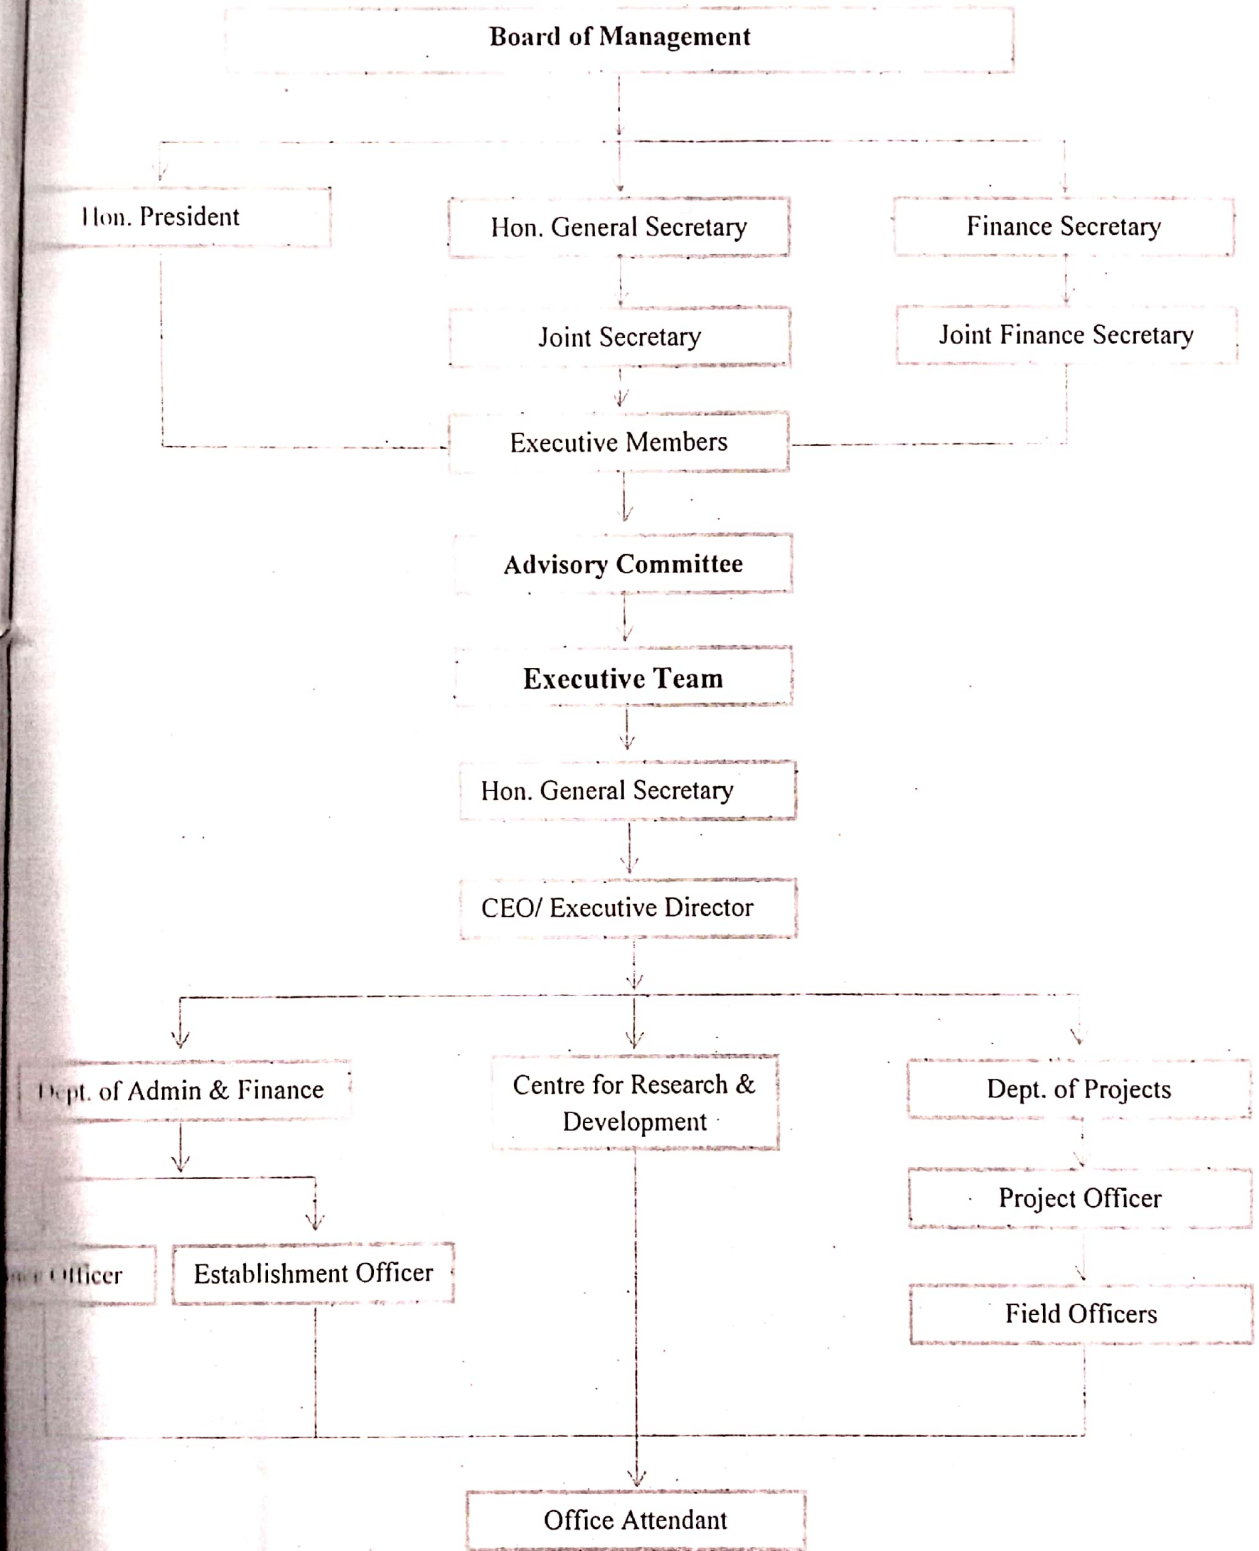 Board of Management
Hon. President
Hon. General Secretary
Finance Secretary
Joint Secretary
Joint Finance Secretary
Executive Members
Advisory Committee
Executive Team
Hon. General Secretary
CEO/ Executive Director
Dept. of Admin & Finance
Centre for Research &
Development
Dept. of Projects
Project Officer
Officer
Establishment Officer
Field Officers
Office Attendant